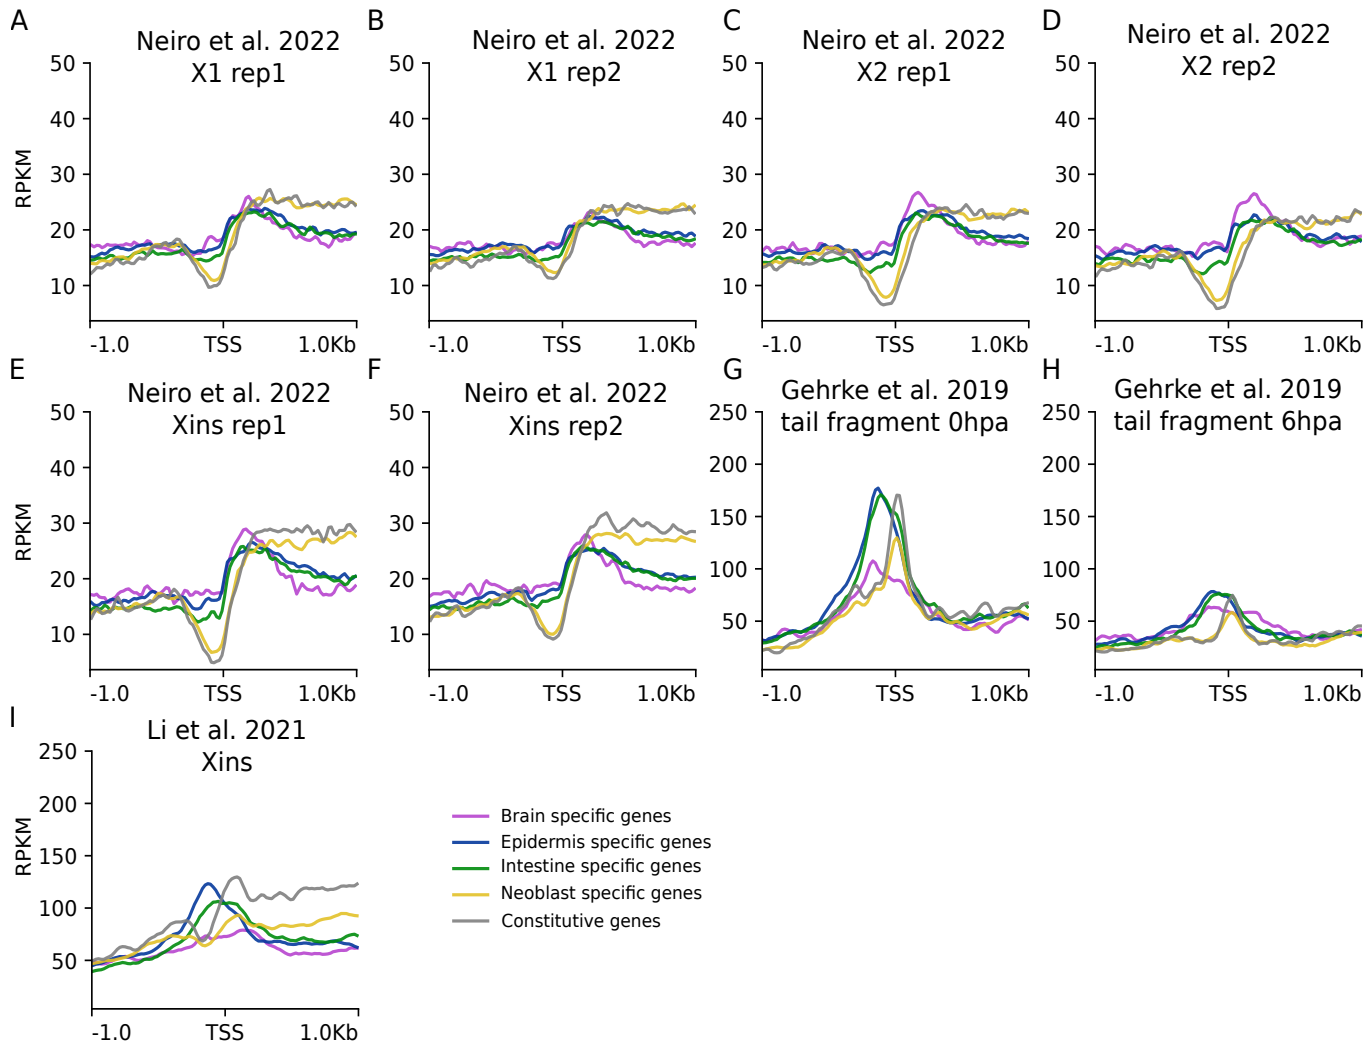 A
Neiro et al. 2022
X1 rep1
RPKM
50
40
30
20
10
-1.0 TSS 1.0Kb
B
Neiro et al. 2022
X1 rep2
50
40
30
20
10
-1.0 TSS 1.0Kb
C
Neiro et al. 2022
X2 rep1
50
40
30
20
10
-1.0 TSS 1.0Kb
D
Neiro et al. 2022
X2 rep2
50
40
30
20
10
-1.0 TSS 1.0Kb
E
Neiro et al. 2022
Xins rep1
RPKM
50
40
30
20
10
-1.0 TSS 1.0Kb
F
Neiro et al. 2022
Xins rep2
50
40
30
20
10
-1.0 TSS 1.0Kb
G
Gehrke et al. 2019
tail fragment 0hpa
250
200
150
100
50
-1.0 TSS 1.0Kb
H
Gehrke et al. 2019
tail fragment 6hpa
250
200
150
100
50
-1.0 TSS 1.0Kb
I
Li et al. 2021
Xins
RPKM
250
200
150
100
50
-1.0 TSS 1.0Kb
Brain specific genes
Epidermis specific genes
Intestine specific genes
Neoblast specific genes
Constitutive genes